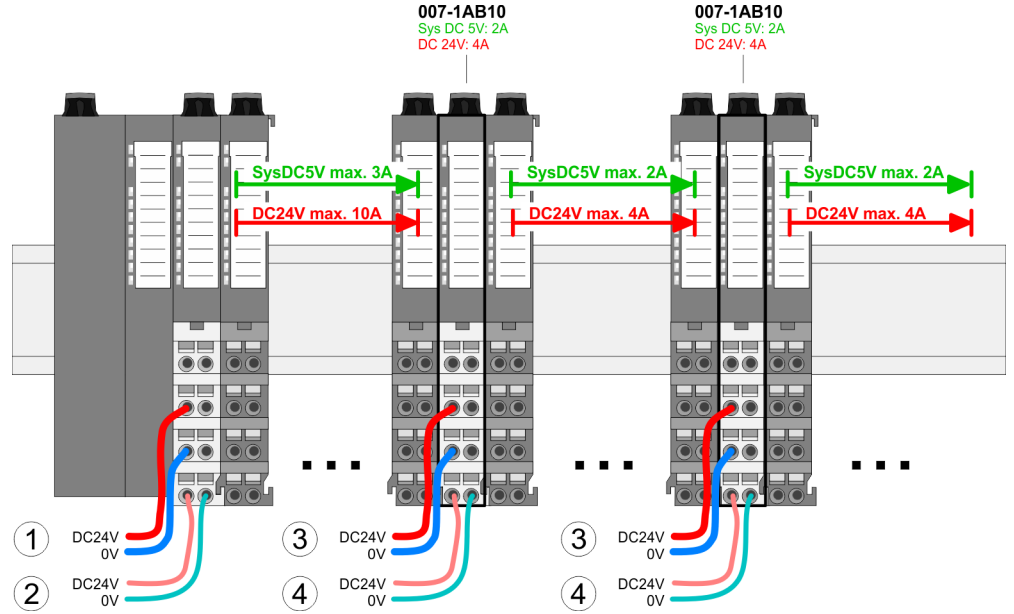 007-1AB10
Sys DC 5V: 2A
DC 24V: 4A
007-1AB10
Sys DC 5V: 2A
DC 24V: 4A
SysDC5V max. 3A
SysDC5V max. 2A
SysDC5V max. 2A
DC24V max. 10A
DC24V max. 4A
DC24V max. 4A
1
DC24V
0V
3
DC24V
0V
3
DC24V
0V
2
DC24V
0V
4
DC24V
0V
4
DC24V
0V